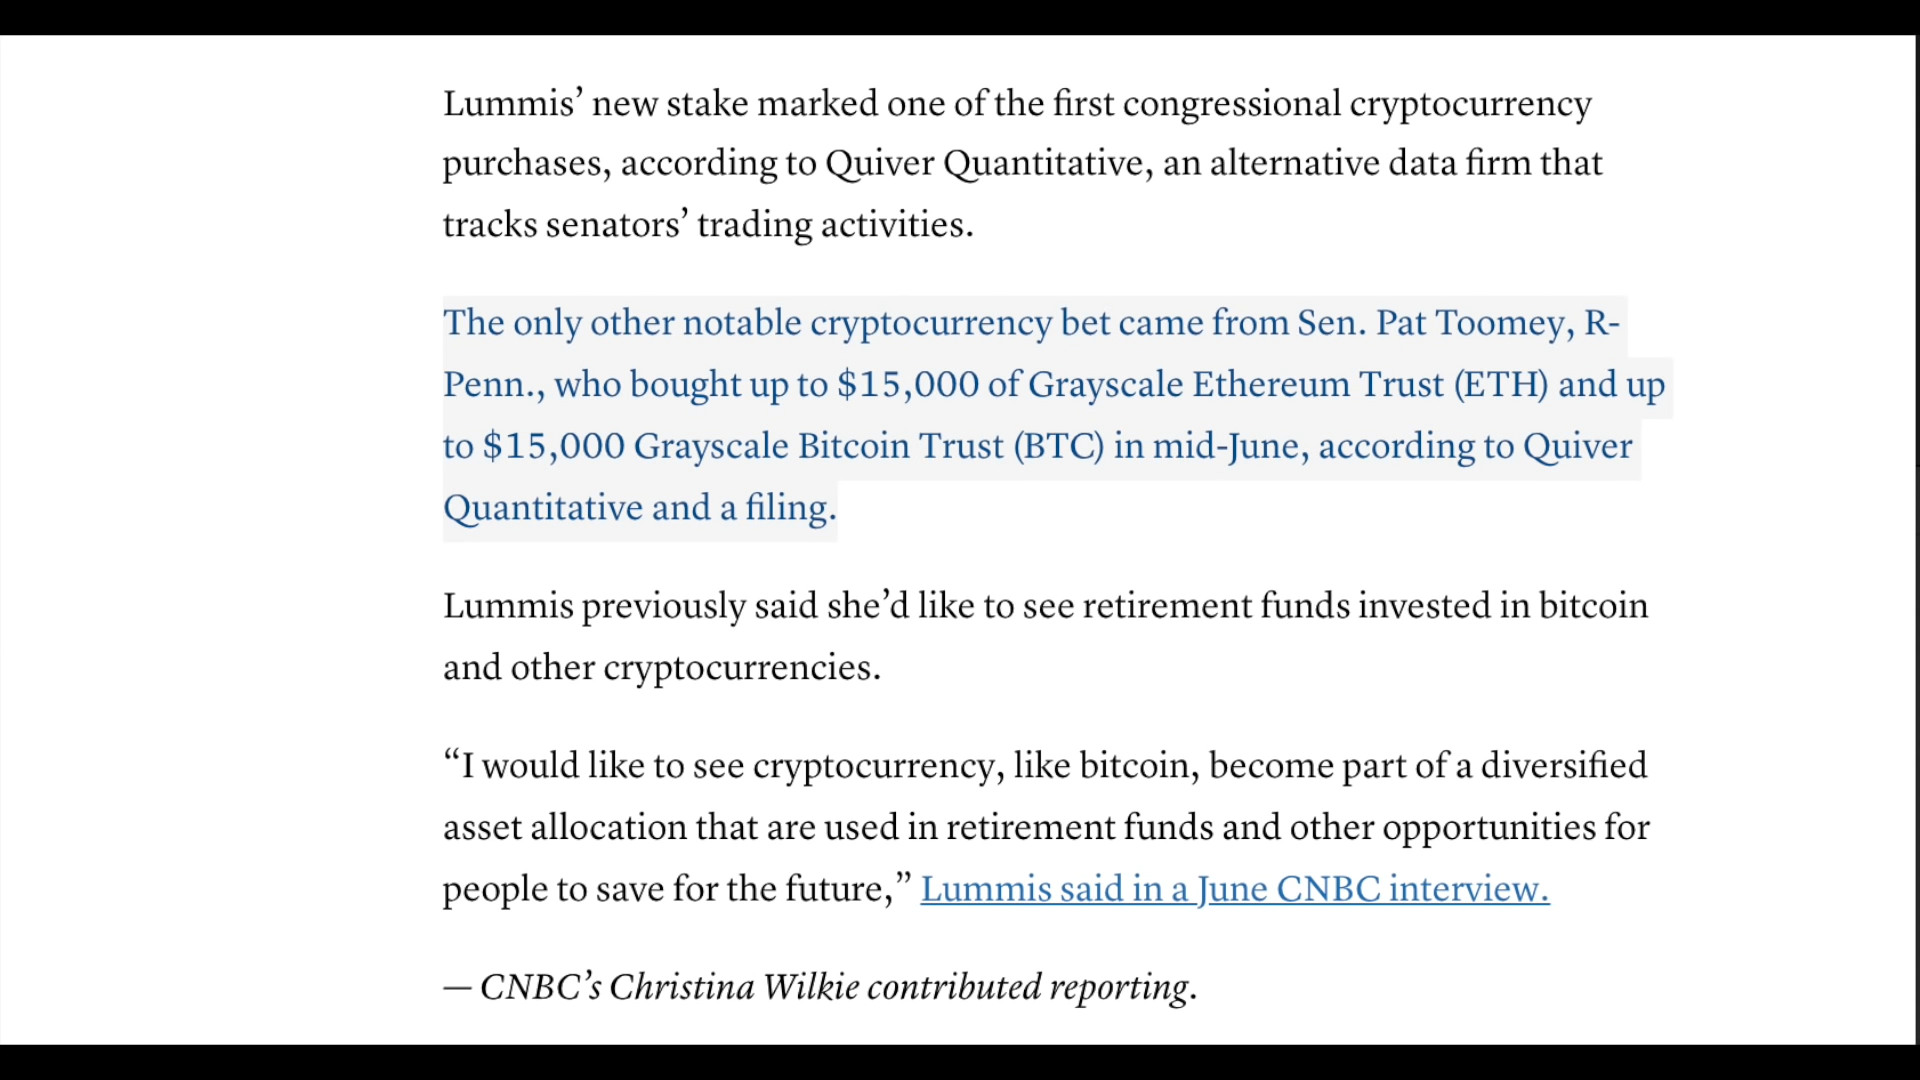 Lummis’ new stake marked one of the first congressional cryptocurrency
purchases, according to Quiver Quantitative, an alternative data firm that
tracks senators’ trading activities.
The only other notable cryptocurrency bet came from Sen. Pat Toomey, R-
Penn., who bought up to $15,000 of Grayscale Ethereum Trust (ETH) and up
to $15,000 Grayscale Bitcoin Trust (BTC) in mid-June, according to Quiver
Quantitative and a filing.
Lummis previously said she’d like to see retirement funds invested in bitcoin
and other cryptocurrencies.
“I would like to see cryptocurrency, like bitcoin, become part of a diversified
asset allocation that are used in retirement funds and other opportunities for
people to save for the future,” Lummis said in a June CNBC interview.
— CNBC’s Christina Wilkie contributed reporting.